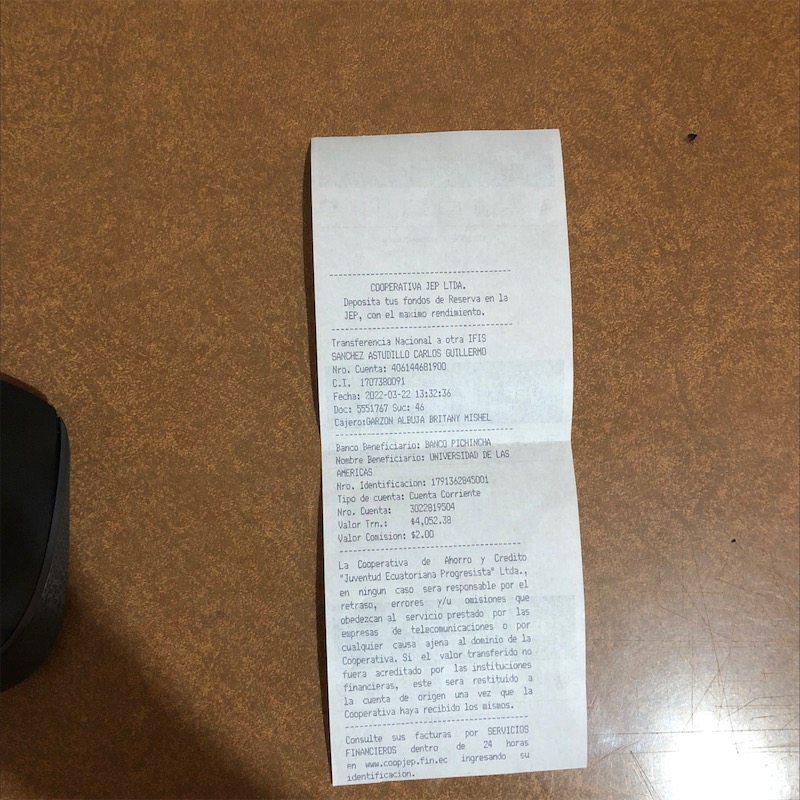 COOPERATIVA JEP LTDA.
Deposita tus fondos de Reserva en la
JEP, con el maximo rendimiento.
Transferencia Nacional a otra IFIS
SANCHEZ ASTUDILLO CARLOS GUILLERMO
Nro. Cuenta: 406144681900
C.I. 1707380091
Fecha: 2022-03-22 13:32:36
Doc: 5551767 Suc: 46
Cajero:GARZON ALBUJA BRITANY MISHEL
Banco Beneficiario: BANCO PICHINCHA
Nombre Beneficiario: UNIVERSIDAD DE LAS
AMERICAS
Nro. Identificacion: 1791362845001
Tipo de cuenta: Cuenta Corriente
Nro. Cuenta: 3022819504
Valor Trn.: $4,052.38
Valor Comision: $2.00
La Cooperativa de Ahorro y Credito
"Juventud Ecuatoriana Progresista" Ltda.,
en ningun caso sera responsable por el
retraso, errores y/u omisiones que
obedezcan al servicio prestado por las
empresas de telecomunicaciones o por
cualquier causa ajena al dominio de la
Cooperativa. Si el valor transferido no
fuera acreditado por las instituciones
financieras, este sera restituido a
la cuenta de origen una vez que la
Cooperativa haya recibido los mismos.
Consulte sus facturas por SERVICIOS
FINANCIEROS dentro de 24 horas
en www.coopjep.fin.ec ingresando su
identificacion.